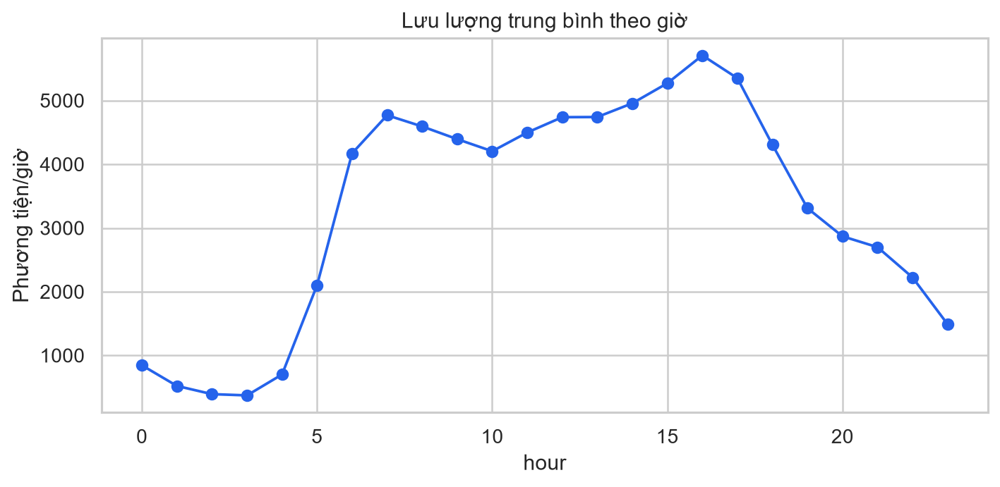 Lưu lượng trung bình theo giờ
Phương tiện/giờ
5000
4000
3000
2000
1000
0 5 10 15 20
hour